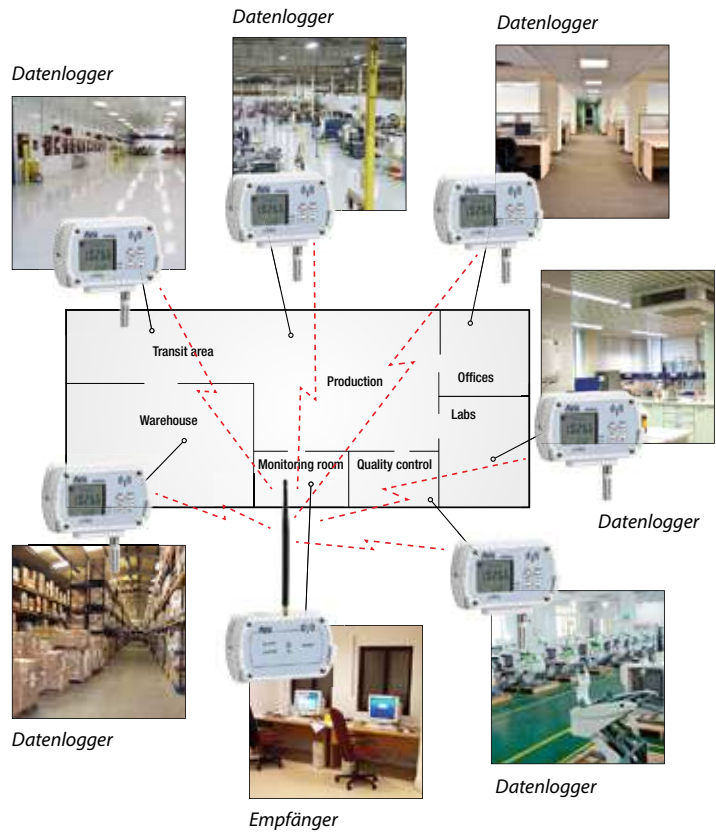 Datenlogger
Datenlogger
Datenlogger
Transit area
Production
Offices
Labs
Warehouse
Monitoring room
Quality control
Datenlogger
Datenlogger
Datenlogger
Empfänger